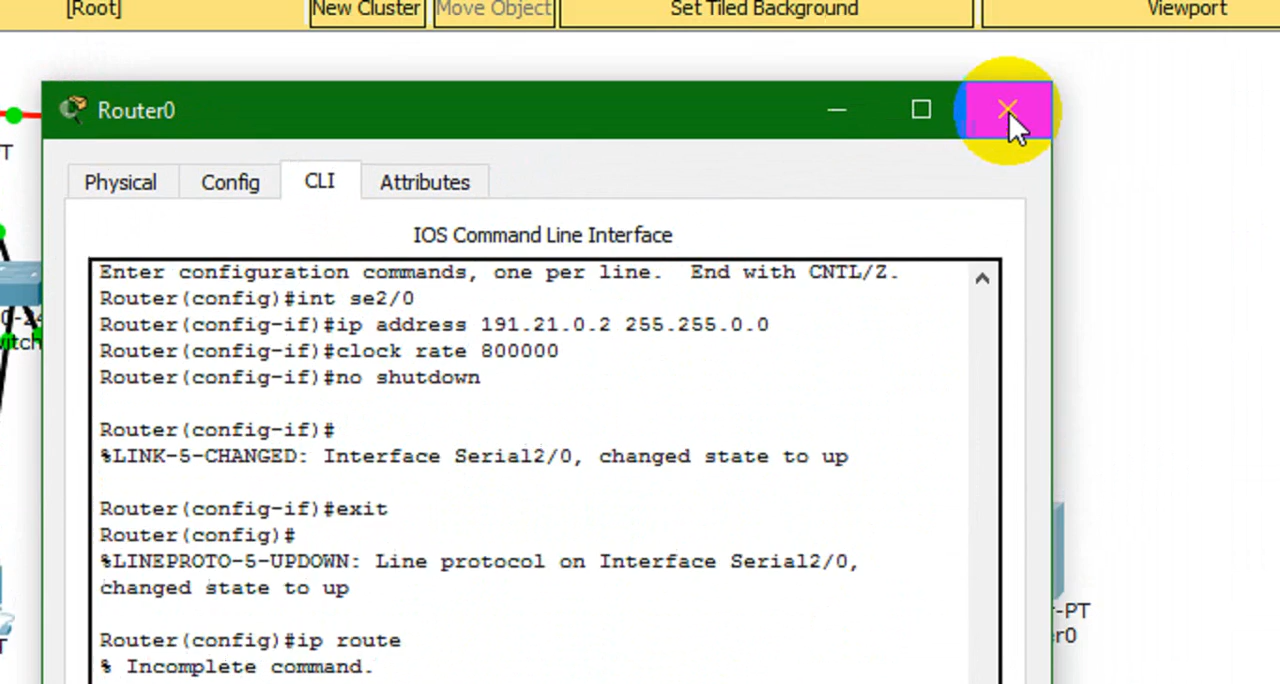 [Root] New Cluster Move Object Set Tiled Background Viewport
Router0
T
Physical Config CLI Attributes
IOS Command Line Interface
Enter configuration commands, one per line. End with CNTL/Z.
Router(config)#int se2/0
Router(config-if)#ip address 191.21.0.2 255.255.0.0
Router(config-if)#clock rate 800000
Router(config-if)#no shutdown
Router(config-if)#
%LINK-5-CHANGED: Interface Serial2/0, changed state to up
Router(config-if)#exit
Router(config)#
%LINEPROTO-5-UPDOWN: Line protocol on Interface Serial2/0,
changed state to up
Router(config)#ip route
% Incomplete command.
-PT
r0